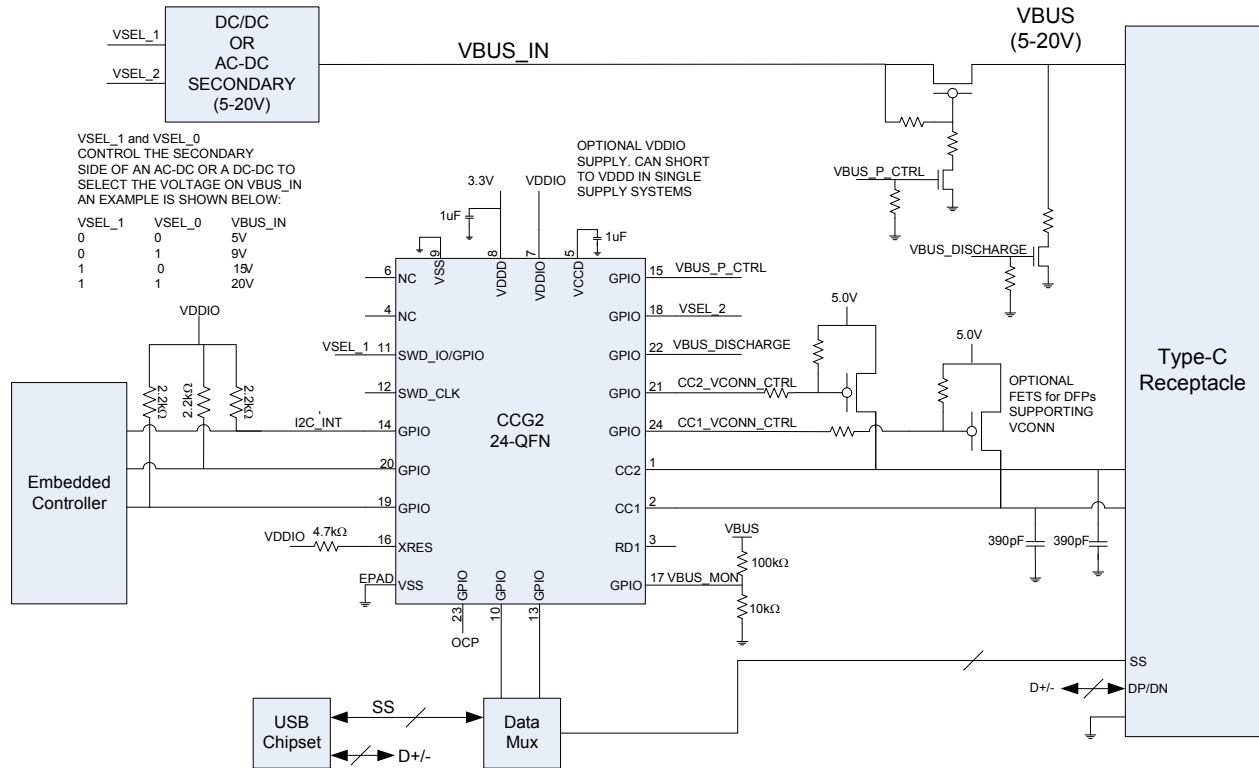 DC/DC
OR
AC-DC
SECONDARY
(5-20V)
VSEL_1
VSEL_2
VBUS_IN
VBUS
(5-20V)
VSEL_1 and VSEL_0
CONTROL THE SECONDARY
SIDE OF AN AC-DC OR A DC-DC TO
SELECT THE VOLTAGE ON VBUS_IN
AN EXAMPLE IS SHOWN BELOW:
VSEL_1 VSEL_0 VBUS_IN
0 0 5V
0 1 9V
1 0 15V
1 1 20V
OPTIONAL VDDIO
SUPPLY. CAN SHORT
TO VDDD IN SINGLE
SUPPLY SYSTEMS
3.3V
VDDIO
1uF
1uF
VBUS_P_CTRL
VBUS_DISCHARGE
9
VSS
8
VDDD
7
VDDIO
5
VCCD
6
NC
4
NC
VSEL_1
11
SWD_IO/GPIO
12
SWD_CLK
I2C_INT
14
GPIO
20
GPIO
19
GPIO
VDDIO
4.7kΩ
16
XRES
EPAD
VSS
CCG2
24-QFN
GPIO
15
VBUS_P_CTRL
GPIO
18
VSEL_2
GPIO
22
VBUS_DISCHARGE
GPIO
21
CC2_VCONN_CTRL
GPIO
24
CC1_VCONN_CTRL
CC2
1
CC1
2
RD1
3
GPIO
17
VBUS_MON
GPIO
23
OCP
GPIO
10
GPIO
13
VDDIO
2.2kΩ
2.2kΩ
2.2kΩ
Embedded
Controller
5.0V
5.0V
OPTIONAL
FETS for DFPs
SUPPORTING
VCONN
VBUS
100kΩ
10kΩ
390pF
390pF
Type-C
Receptacle
SS
D+/-
DP/DN
USB
Chipset
SS
D+/-
Data
Mux